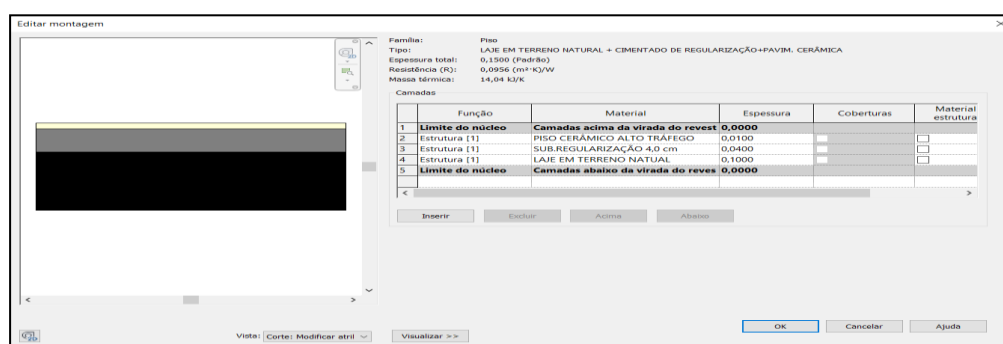 Editar montagem
Família: Piso
Tipo: LAJE EM TERRENO NATURAL + CIMENTADO DE REGULARIZAÇÃO+PAVIM. CERÂMICA
Espessura total: 0,1500 (Padrão)
Resistência (R): 0,0956 (m²·K)/W
Massa térmica: 14,04 kJ/K
Camadas
Função Material Espessura Coberturas Material estrutura
1 Limite do núcleo Camadas acima da virada do revest 0,0000
2 Estrutura [1] PISO CERÂMICO ALTO TRÁFEGO 0,0100
3 Estrutura [1] SUB.REGULARIZAÇÃO 4,0 cm 0,0400
4 Estrutura [1] LAJE EM TERRENO NATUAL 0,1000
5 Limite do núcleo Camadas abaixo da virada do reves 0,0000
Inserir Excluir Acima Abaixo
Vista: Corte: Modificar atril Visualizar >> OK Cancelar Ajuda